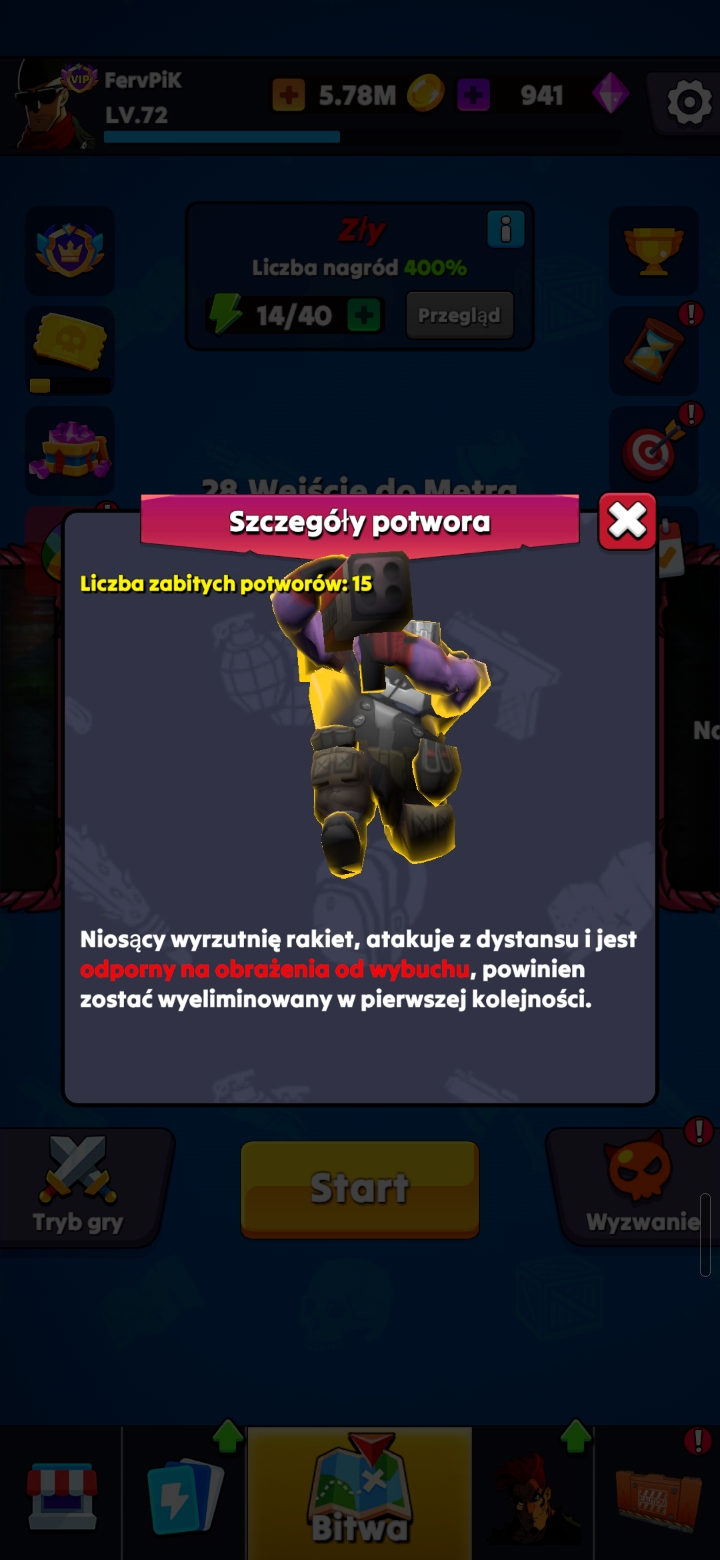 VIP
FervPiK
LV.72
5.78M
941
Zły
Liczba nagród 400%
14/40
Przegląd
28 Wejście do Metra
Szczegóły potwora
Liczba zabitych potworów: 15
Niosący wyrzutnię rakiet, atakuje z dystansu i jest
odporny na obrażenia od wybuchu, powinien
zostać wyeliminowany w pierwszej kolejności.
Start
Tryb gry
Wyzwanie
Bitwa